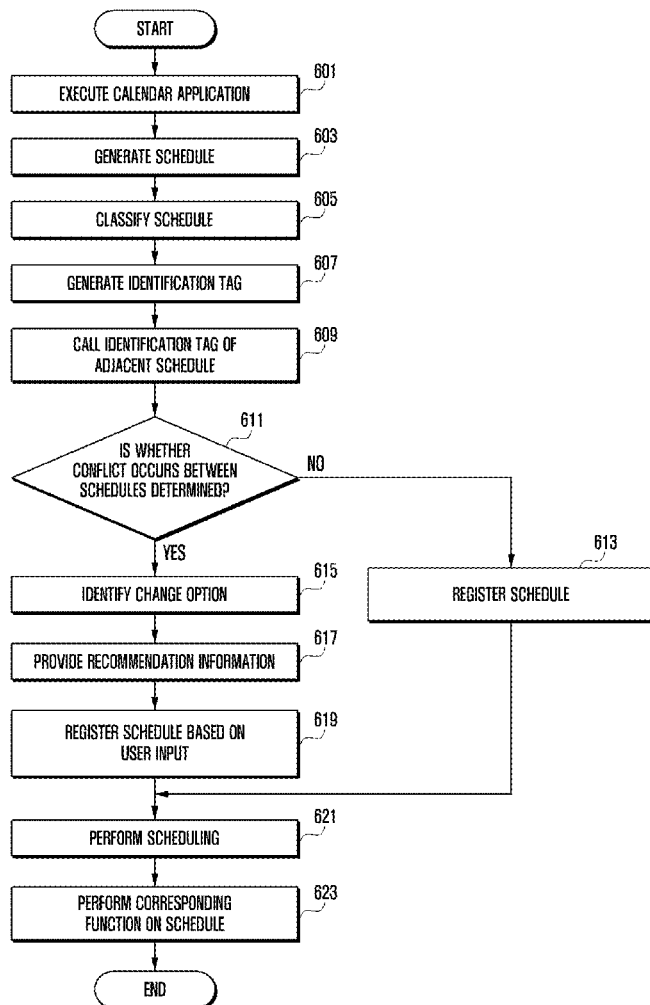 START
601
EXECUTE CALENDAR APPLICATION
603
GENERATE SCHEDULE
605
CLASSIFY SCHEDULE
607
GENERATE IDENTIFICATION TAG
609
CALL IDENTIFICATION TAG OF
ADJACENT SCHEDULE
611
IS WHETHER
CONFLICT OCCURS BETWEEN
SCHEDULES DETERMINED?
NO
YES
613
REGISTER SCHEDULE
615
IDENTIFY CHANGE OPTION
617
PROVIDE RECOMMENDATION INFORMATION
619
REGISTER SCHEDULE BASED ON
USER INPUT
621
PERFORM SCHEDULING
623
PERFORM CORRESPONDING
FUNCTION ON SCHEDULE
END